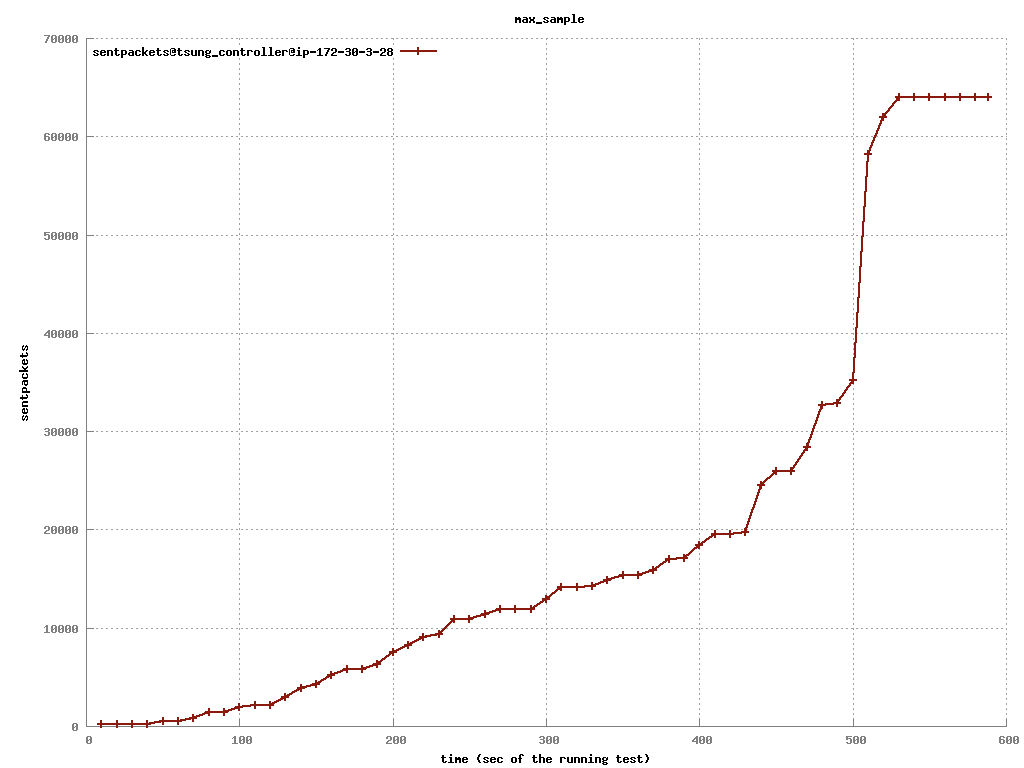 max_sample
sentpackets@tsung_controller@ip-172-30-3-28
70000
60000
50000
40000
30000
20000
10000
0
sentpackets
0 100 200 300 400 500 600
time (sec of the running test)